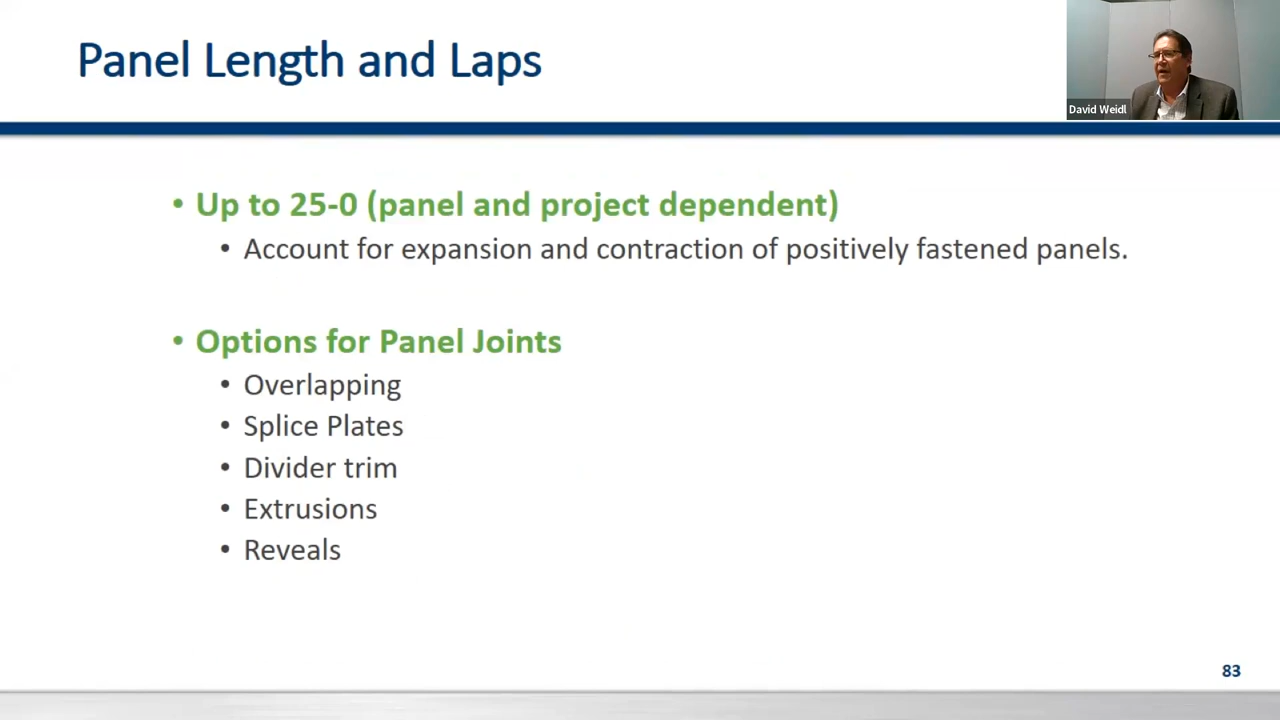 Panel Length and Laps
David Weidl
• Up to 25-0 (panel and project dependent)
• Account for expansion and contraction of positively fastened panels.
• Options for Panel Joints
• Overlapping
• Splice Plates
• Divider trim
• Extrusions
• Reveals
83